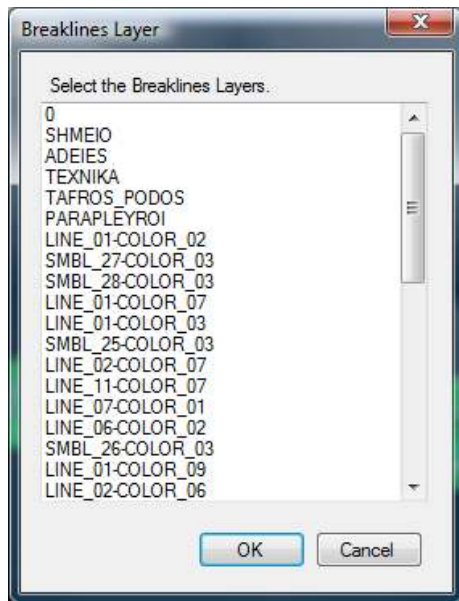 Breaklines Layer
Select the Breaklines Layers.
0
SHMEIO
ADEIES
TEXNIKA
TAFROS_PODOS
PARAPLEYROI
LINE_01-COLOR_02
SMBL_27-COLOR_03
SMBL_28-COLOR_03
LINE_01-COLOR_07
LINE_01-COLOR_03
SMBL_25-COLOR_03
LINE_02-COLOR_07
LINE_11-COLOR_07
LINE_07-COLOR_01
LINE_06-COLOR_02
SMBL_26-COLOR_03
LINE_01-COLOR_09
LINE_02-COLOR_06
OK Cancel